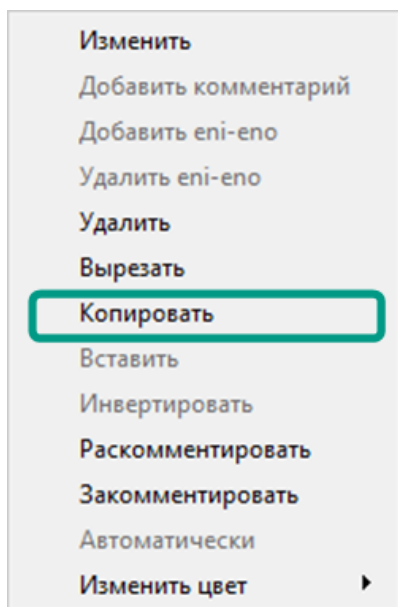 Изменить
Добавить комментарий
Добавить eni-eno
Удалить eni-eno
Удалить
Вырезать
Копировать
Вставить
Инвертировать
Раскомментировать
Закомментировать
Автоматически
Изменить цвет